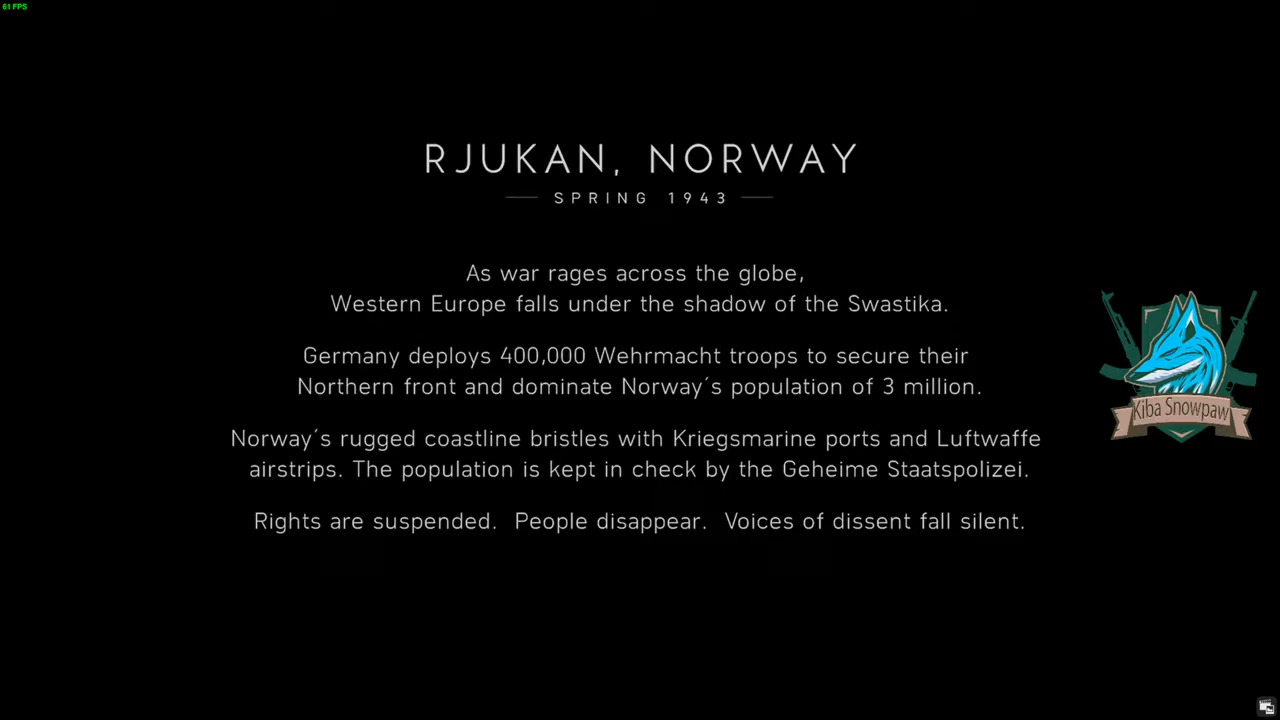 61 FPS
RJUKAN, NORWAY
SPRING 1943
As war rages across the globe,
Western Europe falls under the shadow of the Swastika.
Germany deploys 400,000 Wehrmacht troops to secure their
Northern front and dominate Norway´s population of 3 million.
Norway´s rugged coastline bristles with Kriegsmarine ports and Luftwaffe
airstrips. The population is kept in check by the Geheime Staatspolizei.
Rights are suspended. People disappear. Voices of dissent fall silent.
Kiba Snowpaw